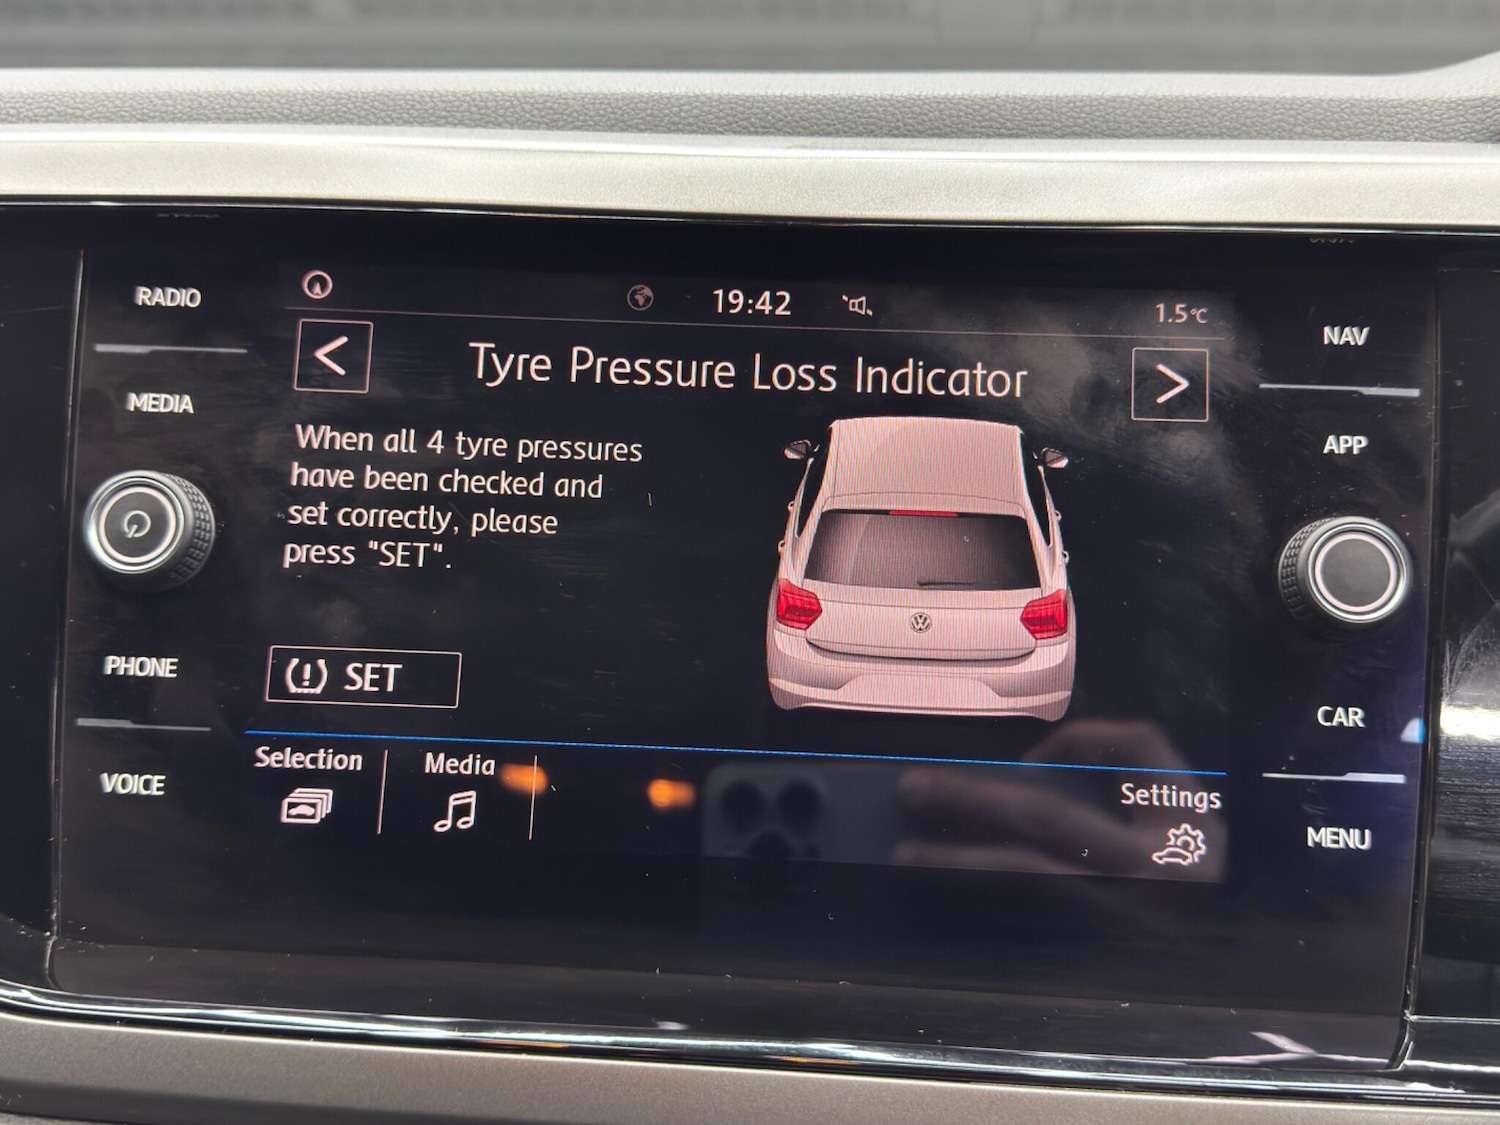 RADIO
MEDIA
PHONE
VOICE
19:42
1.5°C
Tyre Pressure Loss Indicator
When all 4 tyre pressures
have been checked and
set correctly, please
press "SET".
SET
Selection
Media
Settings
NAV
APP
CAR
MENU